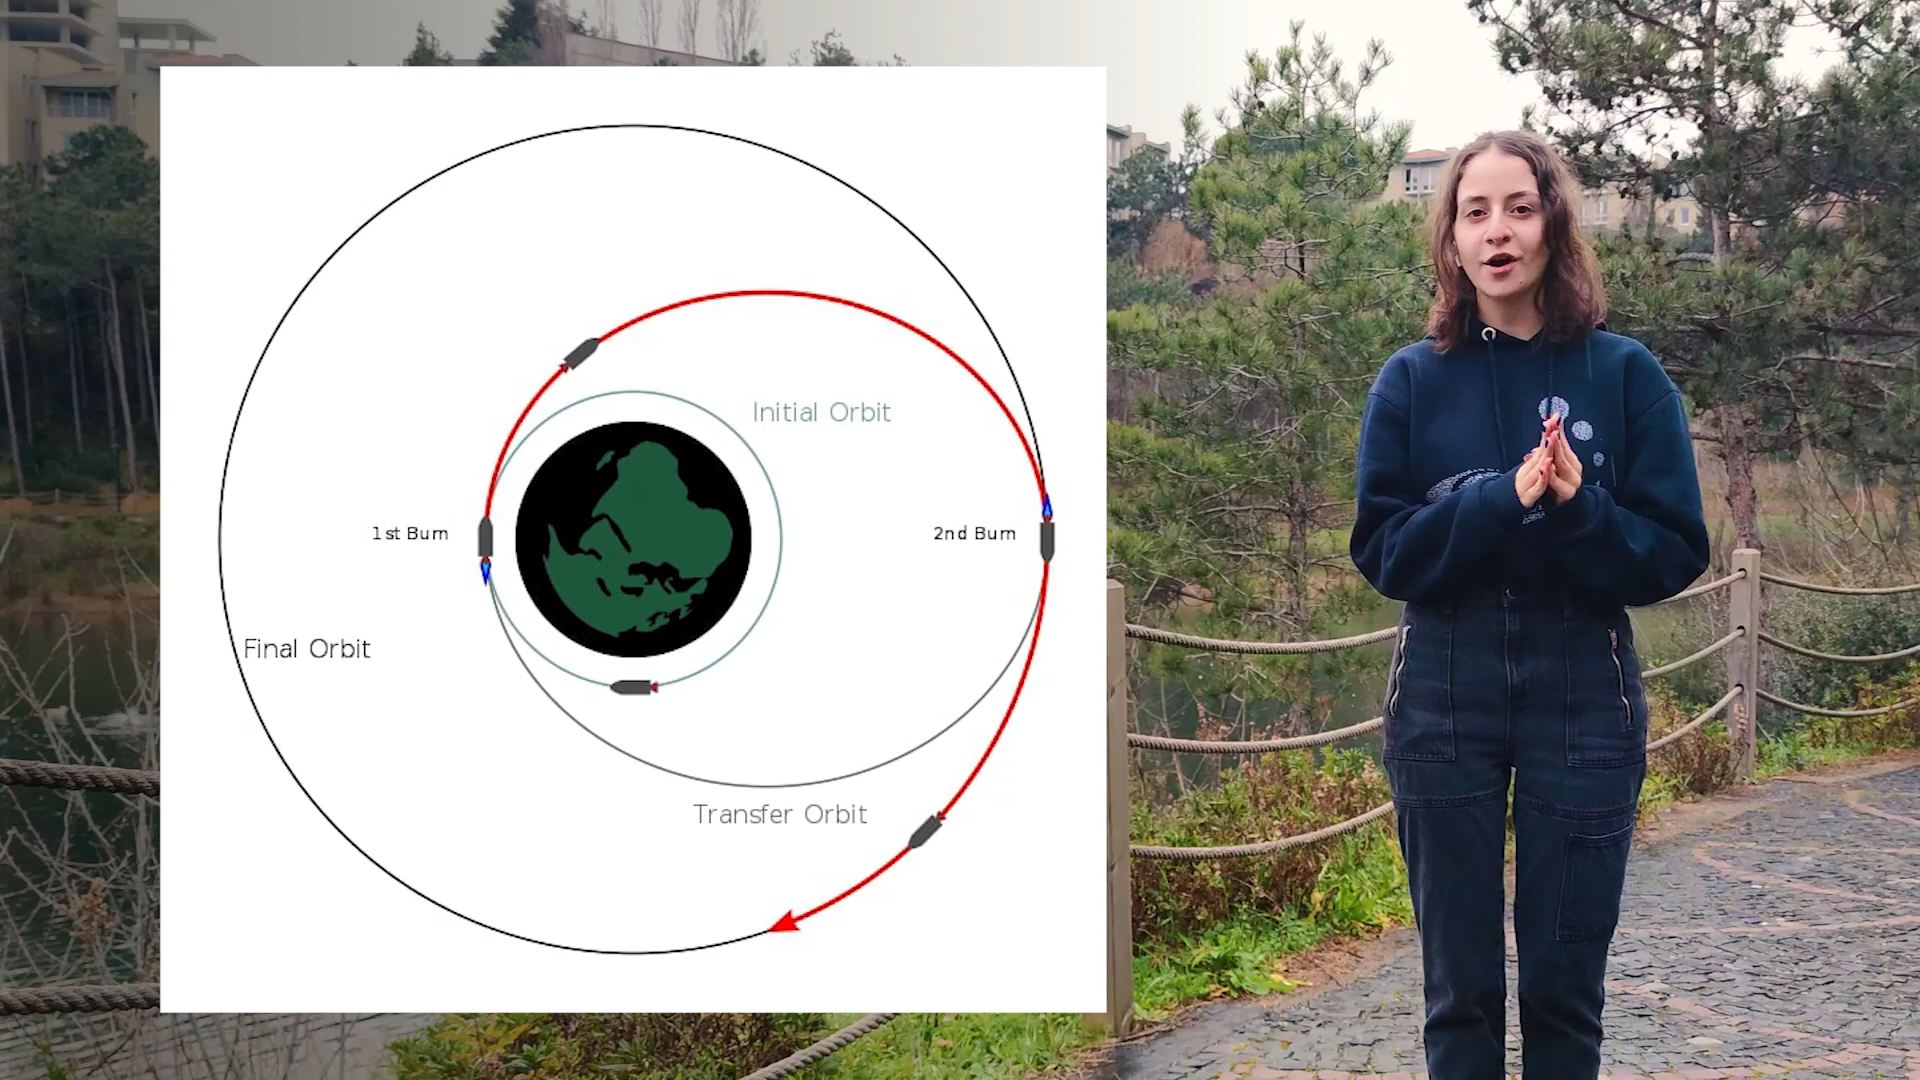 Initial Orbit
1st Burn
2nd Burn
Final Orbit
Transfer Orbit